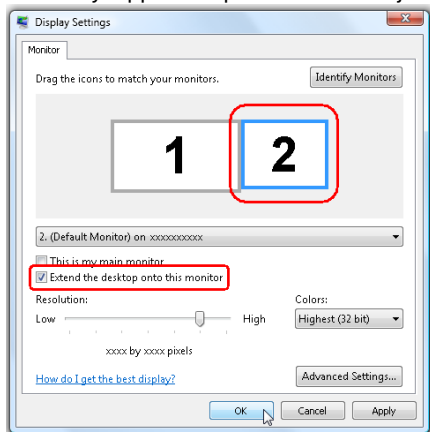 Display Settings
Monitor
Drag the icons to match your monitors.
Identify Monitors
1
2
2. (Default Monitor) on xxxxxxxxxx
This is my main monitor
Extend the desktop onto this monitor
Resolution:
Colors:
Low
High
Highest (32 bit)
xxxx by xxxx pixels
How do I get the best display?
Advanced Settings...
OK
Cancel
Apply